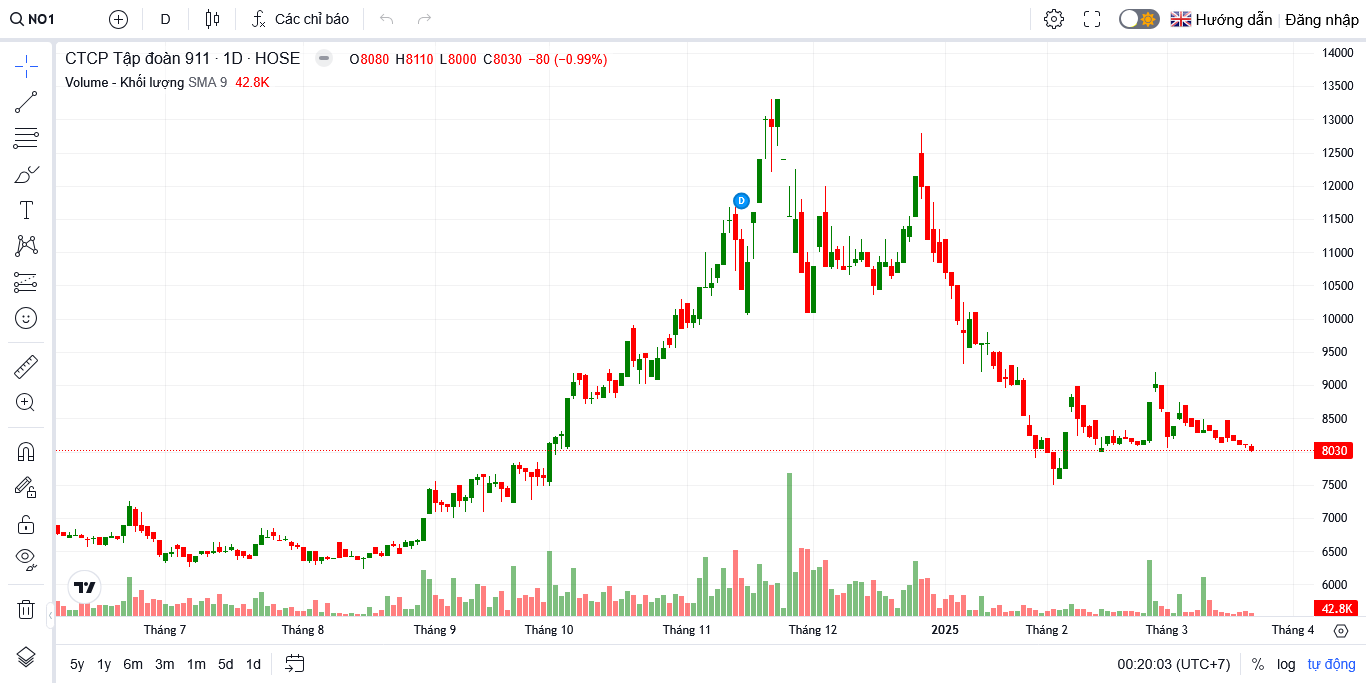 NO1 D Các chỉ báo Hướng dẫn Đăng nhập
CTCP Tập đoàn 911 · 1D · HOSE O8080 H8110 L8000 C8030 −80 (−0.99%)
Volume - Khối lượng SMA 9 42.8K
14000
13500
13000
12500
12000
D
11500
11000
10500
10000
9500
9000
8500
8030
7500
7000
6500
6000
42.8K
Tháng 7 Tháng 8 Tháng 9 Tháng 10 Tháng 11 Tháng 12 2025 Tháng 2 Tháng 3 Tháng 4
5y 1y 6m 3m 1m 5d 1d 00:20:03 (UTC+7) % log tự động